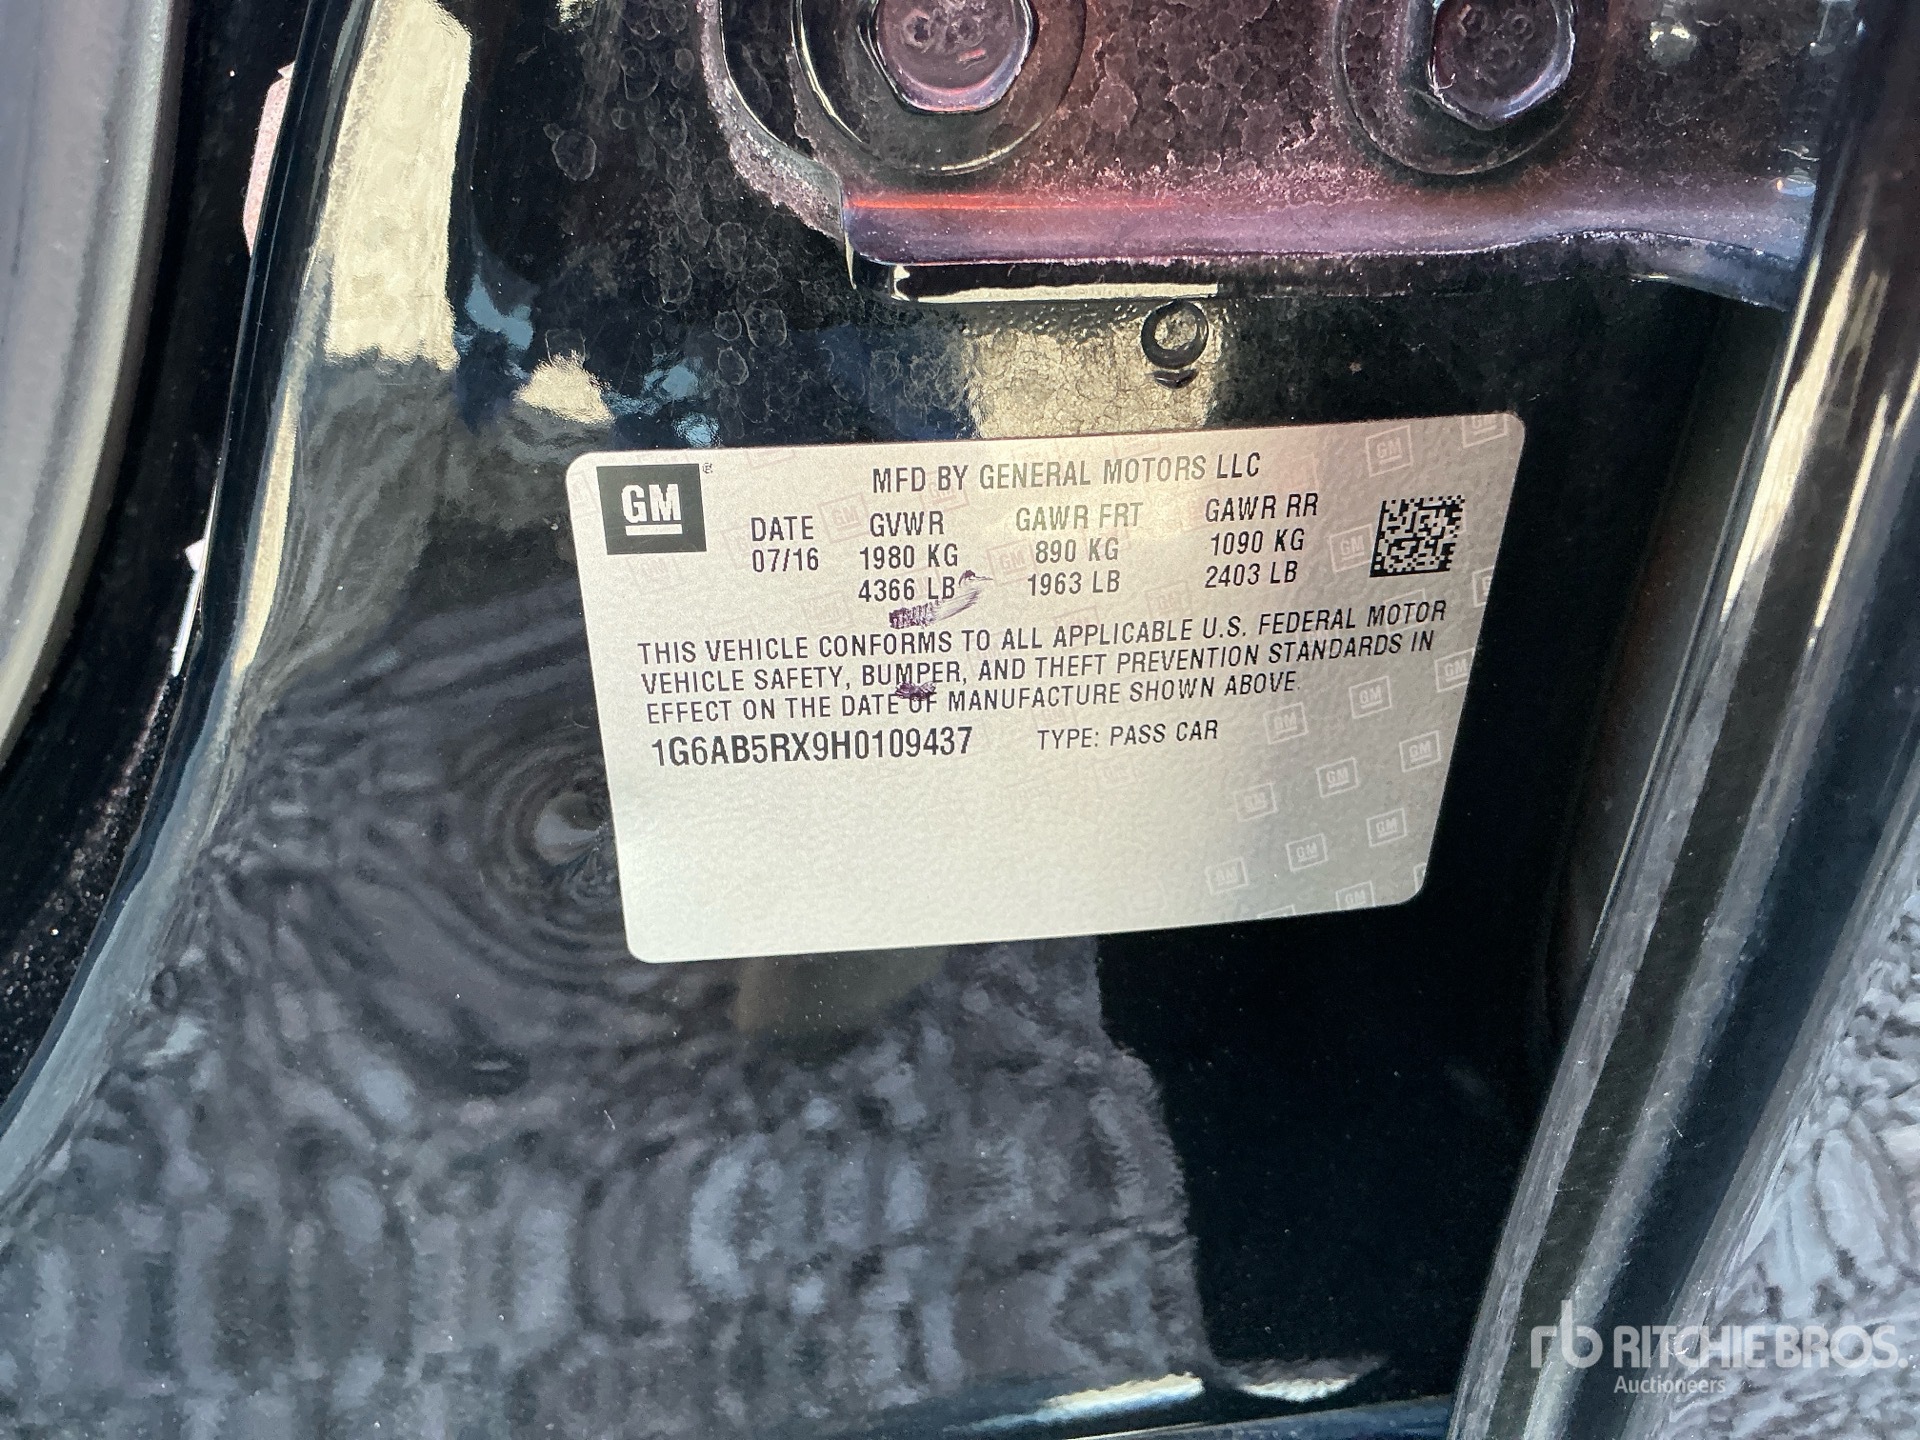 GM®
MFD BY GENERAL MOTORS LLC
DATE GVWR GAWR FRT GAWR RR
07/16 1980 KG 890 KG 1090 KG
4366 LB 1963 LB 2403 LB
THIS VEHICLE CONFORMS TO ALL APPLICABLE U.S. FEDERAL MOTOR
VEHICLE SAFETY, BUMPER, AND THEFT PREVENTION STANDARDS IN
EFFECT ON THE DATE OF MANUFACTURE SHOWN ABOVE.
1G6AB5RX9H0109437 TYPE: PASS CAR
rb RITCHIE BROS.
Auctioneers